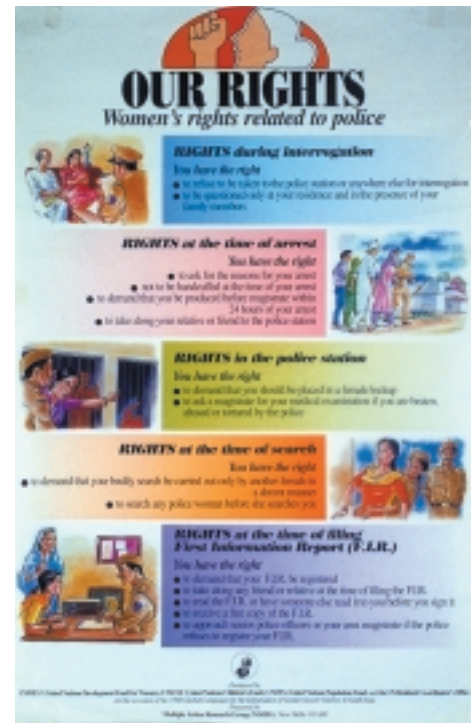 OUR RIGHTS
Women's rights related to police
RIGHTS during interrogation
You have the right
to refuse to be taken to the police station or anywhere else for interrogation
to be questioned only at your residence and in the presence of your
family members
RIGHTS at the time of arrest
You have the right
to ask for the reasons for your arrest
not to be handcuffed at the time of your arrest
to demand that you be produced before magistrate within
24 hours of your arrest
to take along your relative or friend to the police station
RIGHTS in the police station
You have the right
to demand that you should be placed in a female lockup
to ask a magistrate for your medical examination if you are beaten,
abused or tortured by the police
RIGHTS at the time of search
You have the right
to demand that your bodily search be carried out only by another female in
a decent manner
to search any police woman before she searches you
RIGHTS at the time of filing
First Information Report (F.I.R.)
You have the right
to demand that your F.I.R. be registered
to take along any friend or relative at the time of filing the F.I.R.
to read the F.I.R. or have someone else read it to you before you sign it
to receive a free copy of the F.I.R.
to approach senior police officers or your area magistrate if the police
refuses to register your F.I.R.
Multiple Action Research Group